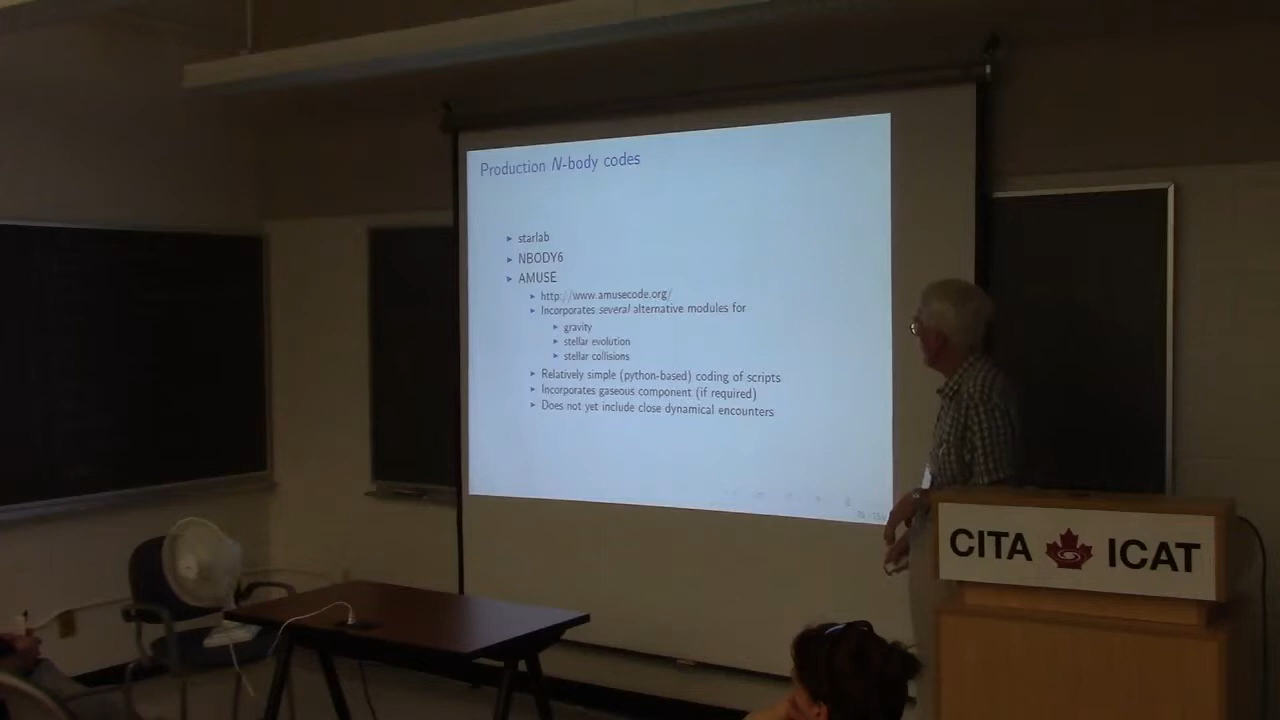 Production N-body codes
starlab
NBODY6
AMUSE
http://www.amusecode.org/
Incorporates several alternative modules for
gravity
stellar evolution
stellar collisions
Relatively simple (python-based) coding of scripts
Incorporates gaseous component (if required)
Does not yet include close dynamical encounters
CITA ICAT